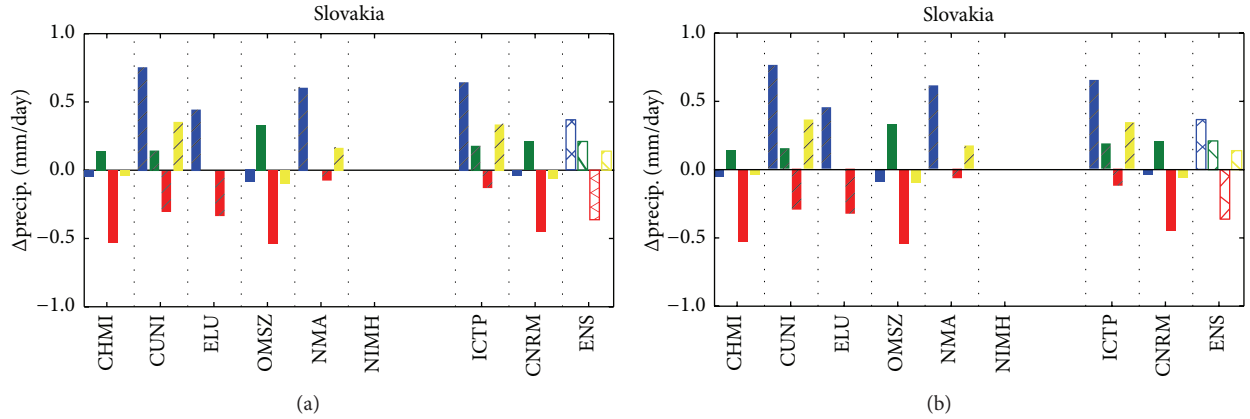 Slovakia
Δprecip. (mm/day)
1.0
0.5
0.0
−0.5
−1.0
CHMI
CUNI
ELU
OMSZ
NMA
NIMH
ICTP
CNRM
ENS
(a)
Slovakia
Δprecip. (mm/day)
1.0
0.5
0.0
−0.5
−1.0
CHMI
CUNI
ELU
OMSZ
NMA
NIMH
ICTP
CNRM
ENS
(b)